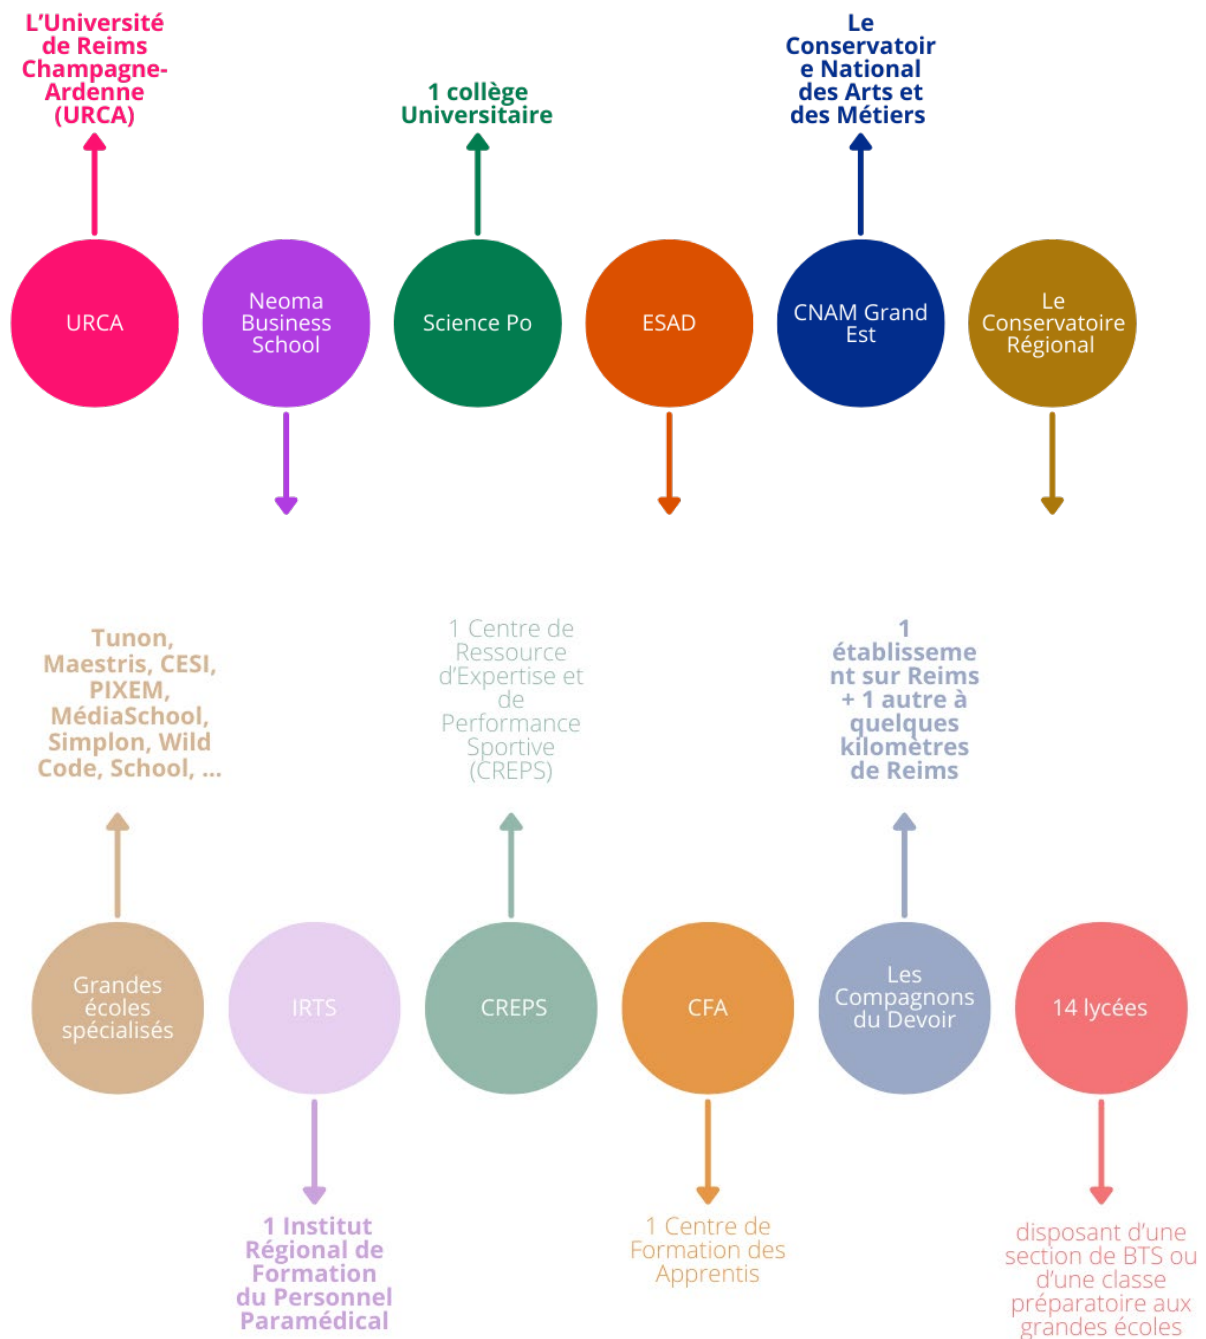 L’Université
de Reims
Champagne-
Ardenne
(URCA)
1 collège
Universitaire
Le
Conservatoir
e National
des Arts et
des Métiers
URCA
Neoma
Business
School
Science Po
ESAD
CNAM Grand
Est
Le
Conservatoire
Régional
Tunon,
Maestris, CESI,
PIXEM,
MédiaSchool,
Simplon, Wild
Code, School, ...
1 Centre de
Ressource
d’Expertise et
de
Performance
Sportive
(CREPS)
1
établisseme
nt sur Reims
+ 1 autre à
quelques
kilomètres
de Reims
Grandes
écoles
spécialisés
IRTS
CREPS
CFA
Les
Compagnons
du Devoir
14 lycées
1 Institut
Régional de
Formation
du Personnel
Paramédical
1 Centre de
Formation des
Apprentis
disposant d’une
section de BTS ou
d’une classe
préparatoire aux
grandes écoles